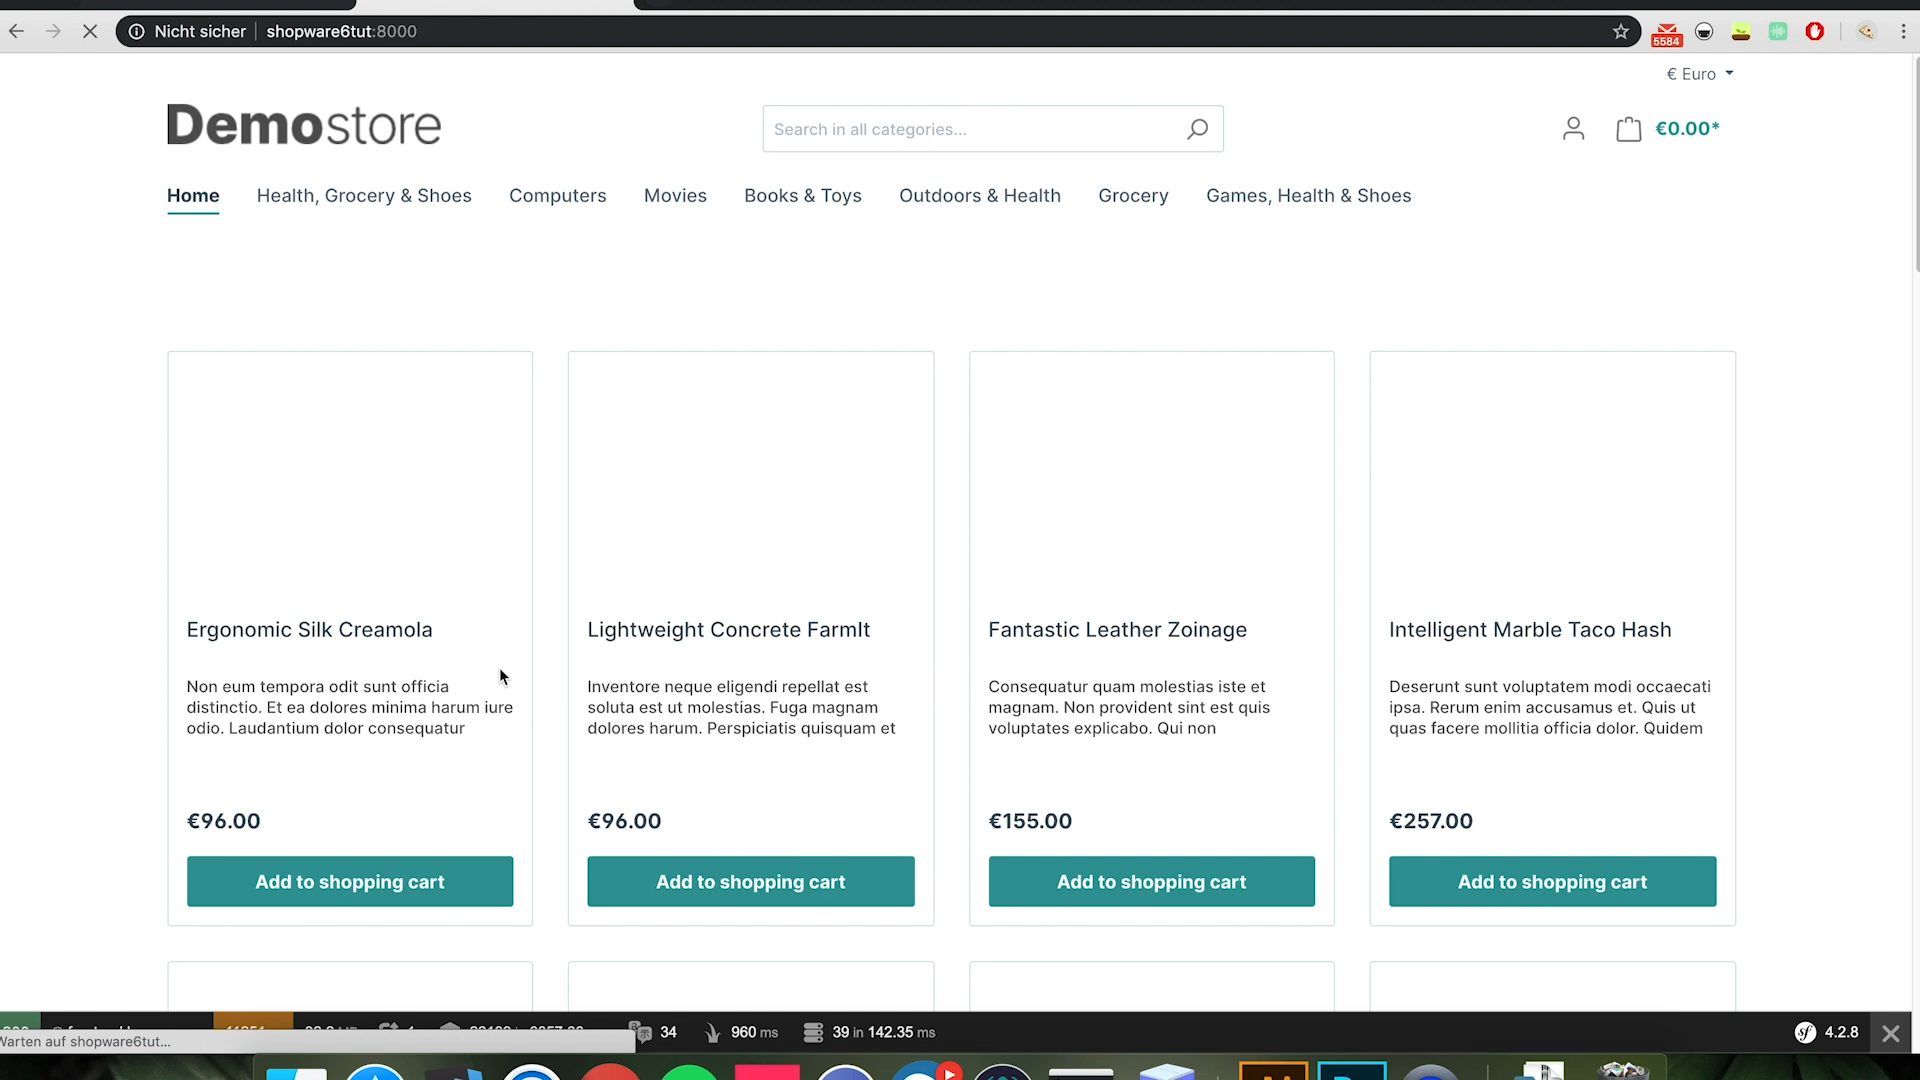 Nicht sicher shopware6tut:8000
5584
€ Euro
Demostore
Search in all categories...
€0.00*
Home Health, Grocery & Shoes Computers Movies Books & Toys Outdoors & Health Grocery Games, Health & Shoes
Ergonomic Silk Creamola
Non eum tempora odit sunt officia
distinctio. Et ea dolores minima harum iure
odio. Laudantium dolor consequatur
€96.00
Add to shopping cart
Lightweight Concrete FarmIt
Inventore neque eligendi repellat est
soluta est ut molestias. Fuga magnam
dolores harum. Perspiciatis quisquam et
€96.00
Add to shopping cart
Fantastic Leather Zoinage
Consequatur quam molestias iste et
magnam. Non provident sint est quis
voluptates explicabo. Qui non
€155.00
Add to shopping cart
Intelligent Marble Taco Hash
Deserunt sunt voluptatem modi occaecati
ipsa. Rerum enim accusamus et. Quis ut
quas facere mollitia officia dolor. Quidem
€257.00
Add to shopping cart
34 960 ms 39 in 142.35 ms sf 4.2.8
Warten auf shopware6tut...